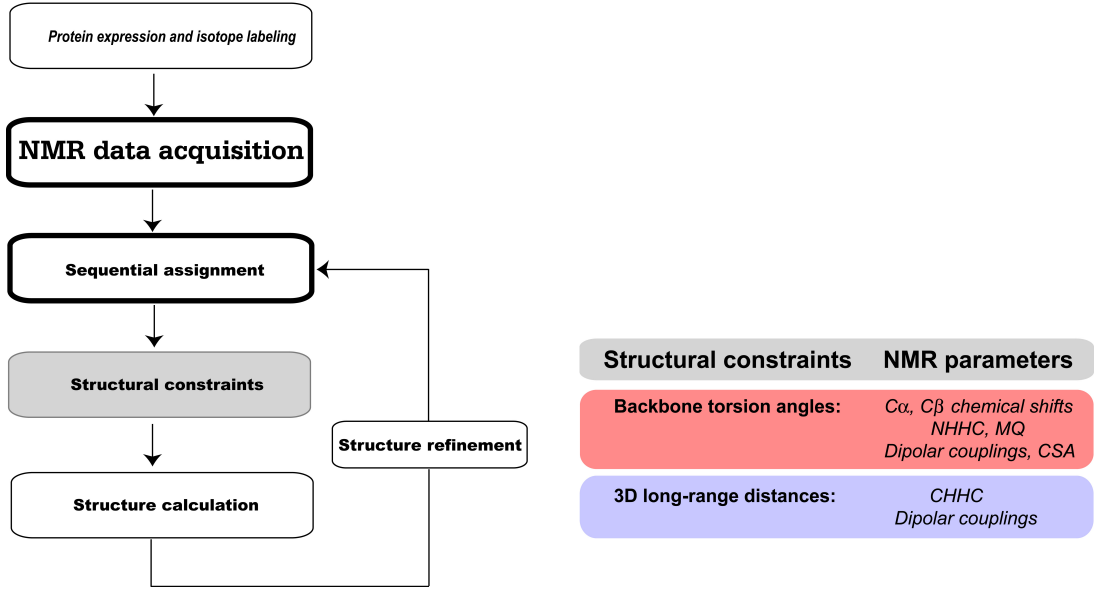 Protein expression and isotope labeling
NMR data acquisition
Sequential assignment
Structural constraints
Structure refinement
Structure calculation
Structural constraints NMR parameters
Backbone torsion angles: Cα, Cβ chemical shifts
NHHC, MQ
Dipolar couplings, CSA
3D long-range distances: CHHC
Dipolar couplings